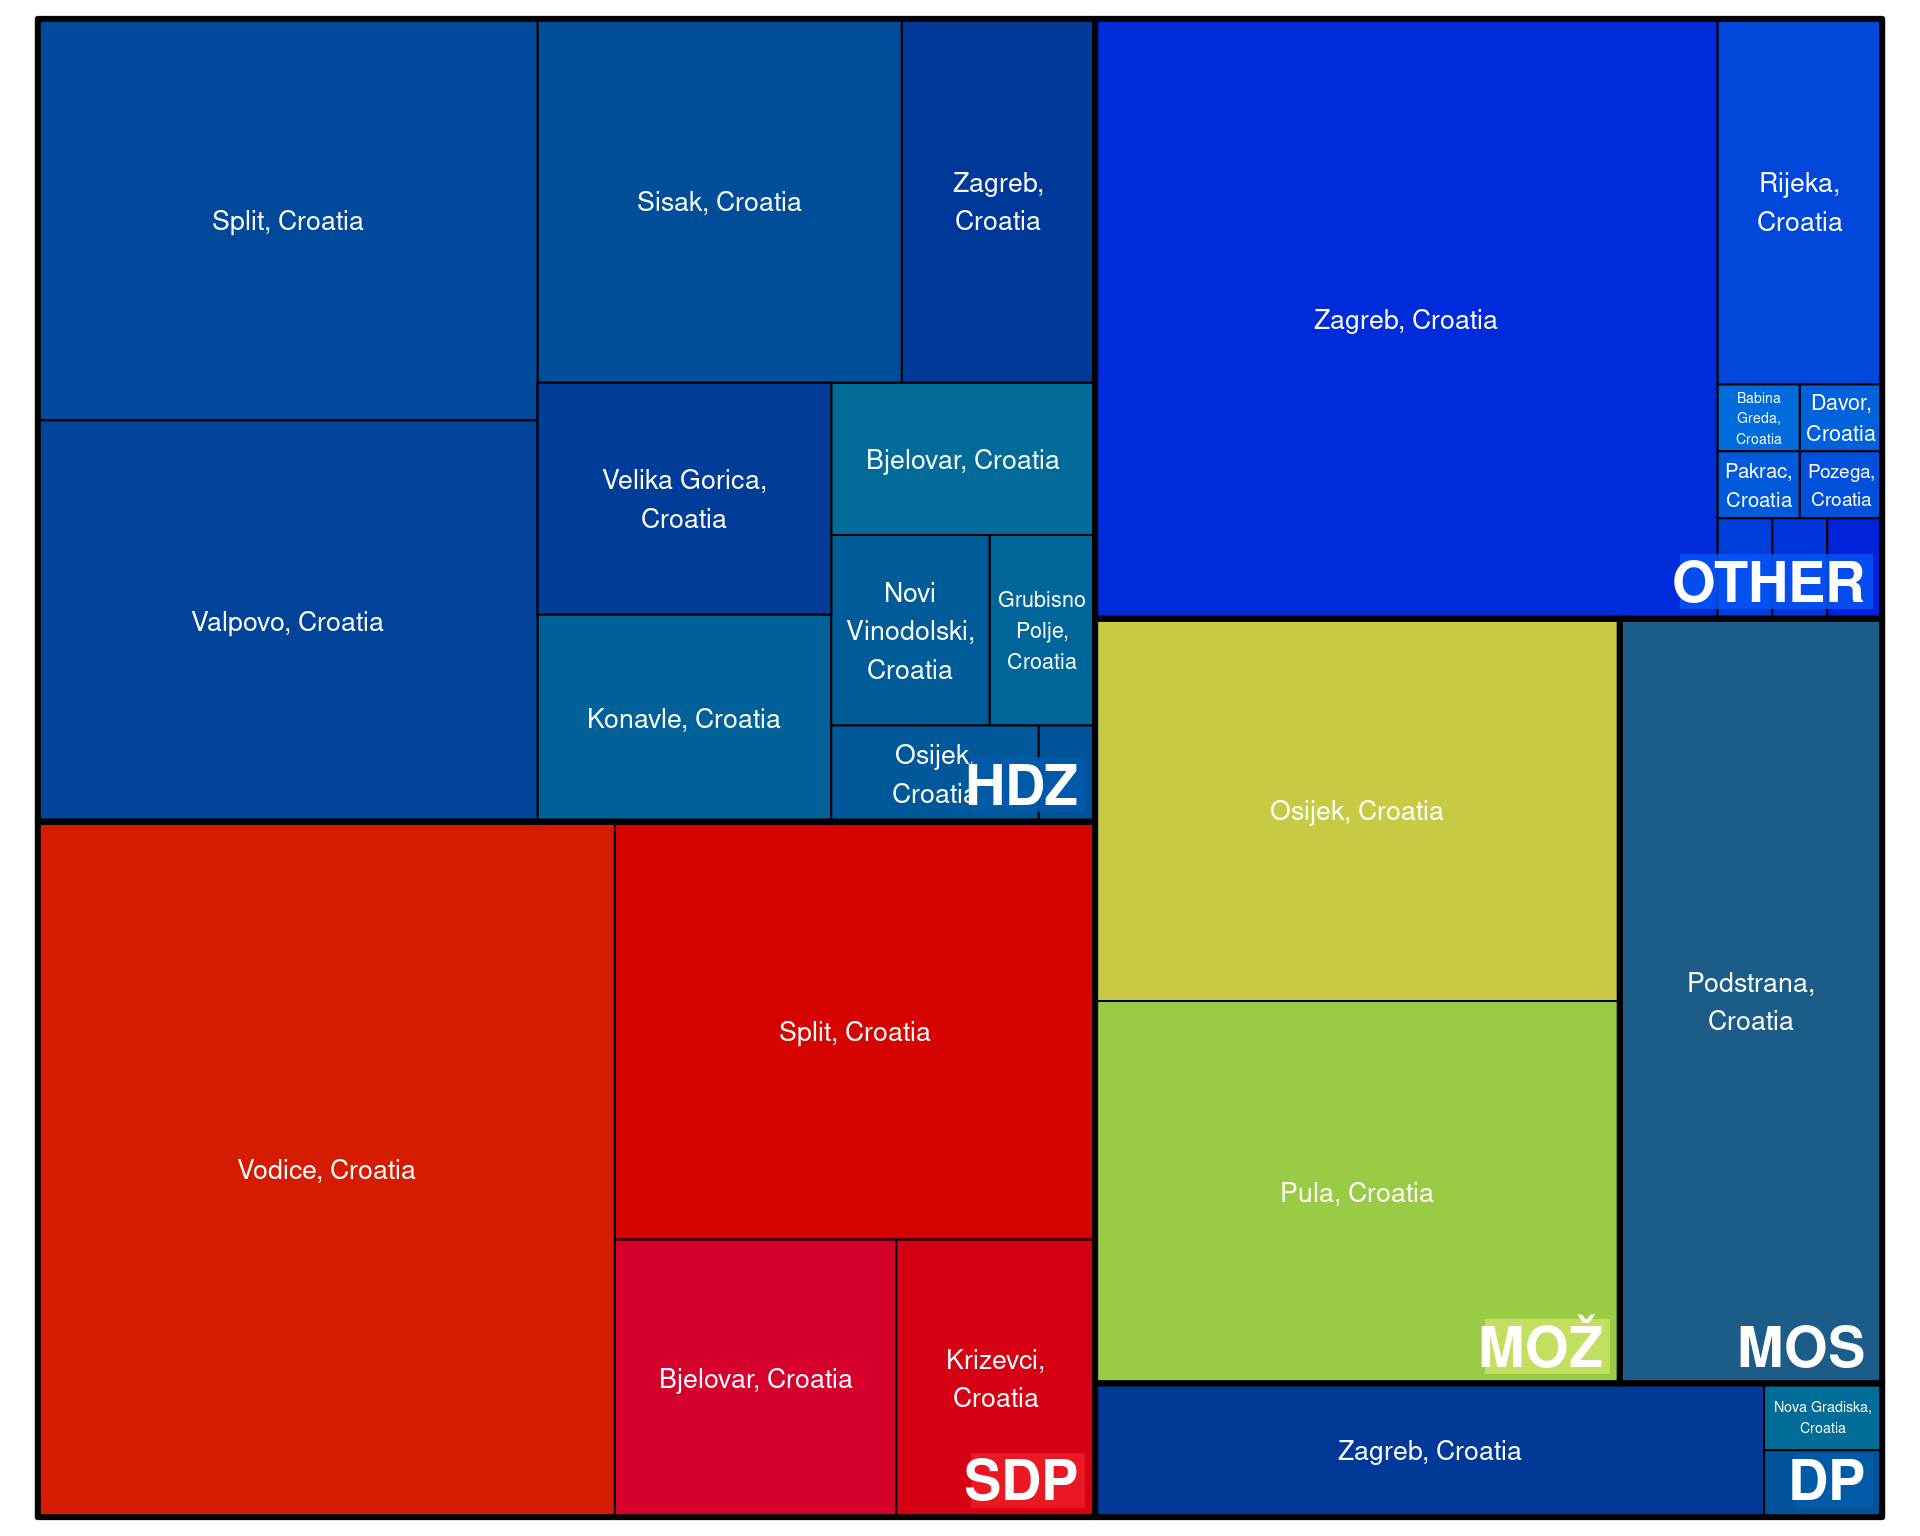 Split, Croatia
Valpovo, Croatia
Sisak, Croatia
Zagreb,
Croatia
Velika Gorica,
Croatia
Konavle, Croatia
Bjelovar, Croatia
Novi
Vinodolski,
Croatia
Grubisno
Polje,
Croatia
Osijek,
Croatia
HDZ
Vodice, Croatia
Split, Croatia
Bjelovar, Croatia
Krizevci,
Croatia
SDP
Zagreb, Croatia
Rijeka,
Croatia
Babina
Greda,
Croatia
Davor,
Croatia
Pakrac,
Croatia
Pozega,
Croatia
OTHER
Osijek, Croatia
Pula, Croatia
MOŽ
Podstrana,
Croatia
MOS
Zagreb, Croatia
Nova Gradiska,
Croatia
DP